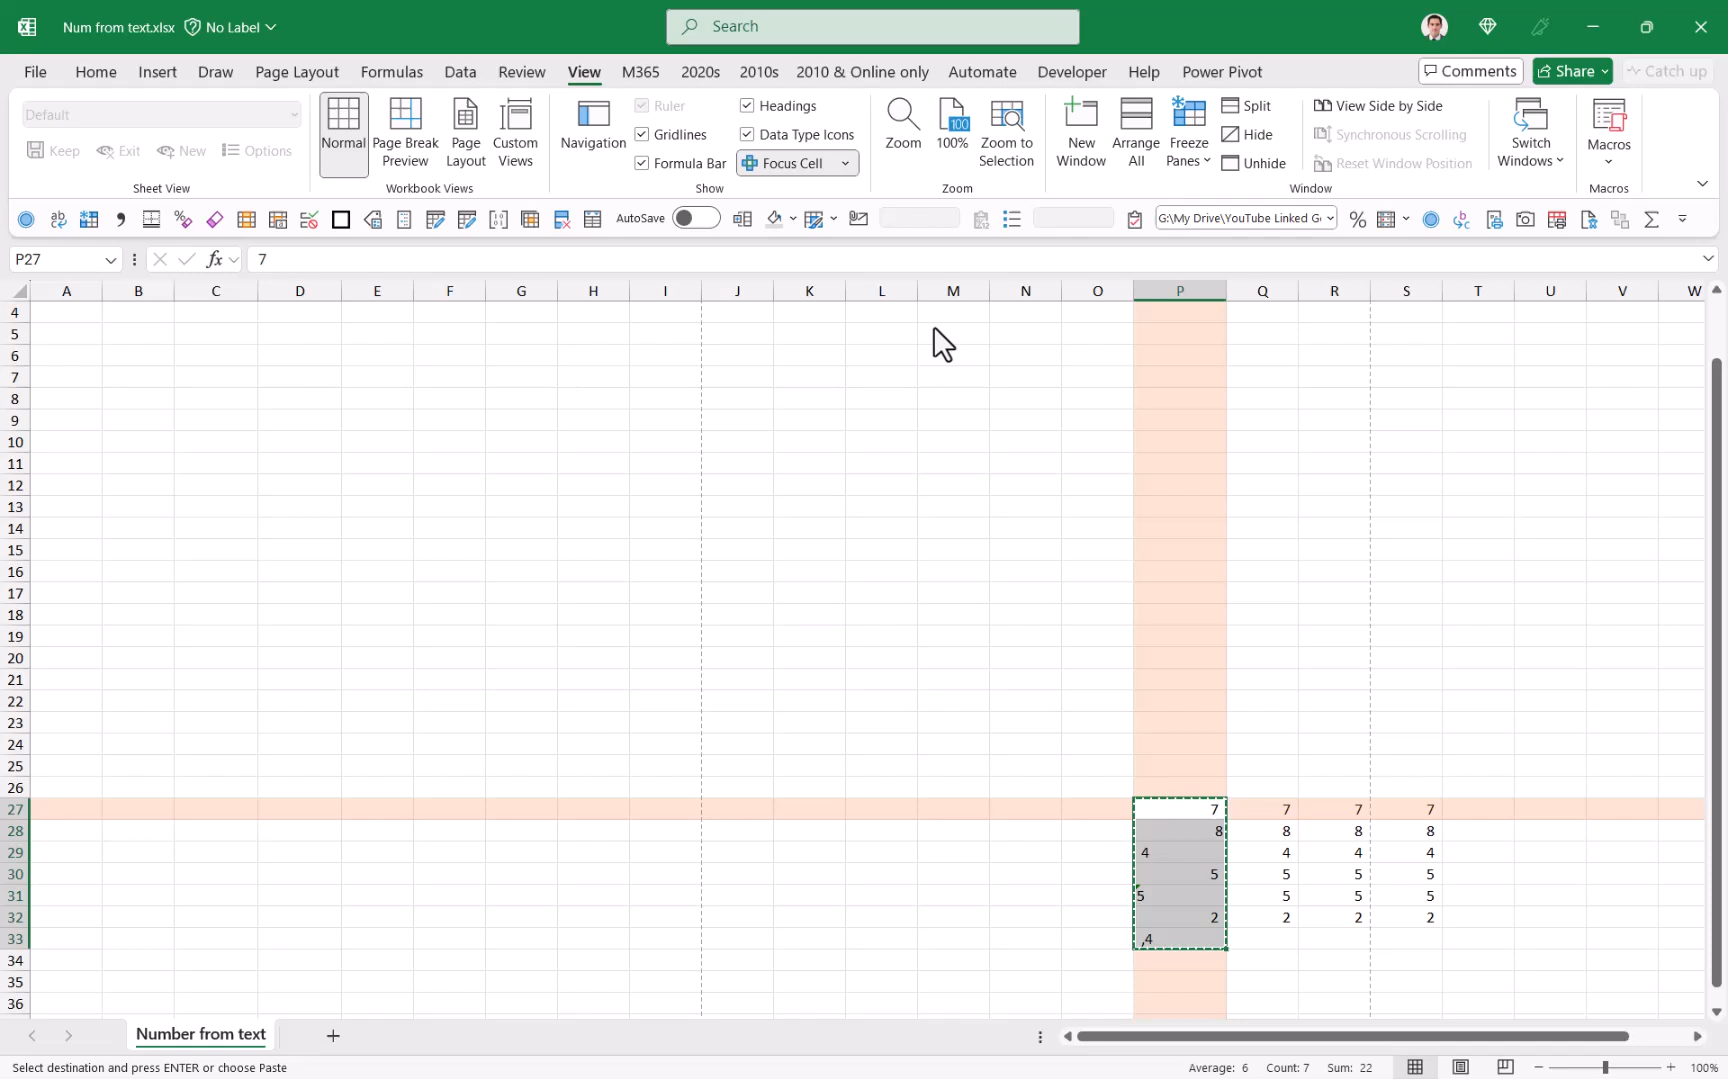 Num from text.xlsx No Label Search
File Home Insert Draw Page Layout Formulas Data Review View M365 2020s 2010s 2010 & Online only Automate Developer Help Power Pivot Comments Share Catch up
Default
Keep Exit New Options
Sheet View
Normal
Page Break Preview
Page Layout
Custom Views
Workbook Views
Navigation
Ruler
Gridlines
Formula Bar
Headings
Data Type Icons
Focus Cell
Show
Zoom
100
100%
Zoom to Selection
Zoom
New Window
Arrange All
Freeze Panes
Split
Hide
Unhide
View Side by Side
Synchronous Scrolling
Reset Window Position
Window
Switch Windows
Macros
Macros
AutoSave G:\My Drive\YouTube Linked G
P27 fx 7
A B C D E F G H I J K L M N O P Q R S T U V W
4
5
6
7
8
9
10
11
12
13
14
15
16
17
18
19
20
21
22
23
24
25
26
27 7 7 7 7
28 8 8 8 8
29 4 4 4 4
30 5 5 5 5
31 5 5 5 5
32 2 2 2 2
33 ,4
34
35
36
Number from text
Select destination and press ENTER or choose Paste Average: 6 Count: 7 Sum: 22 100%